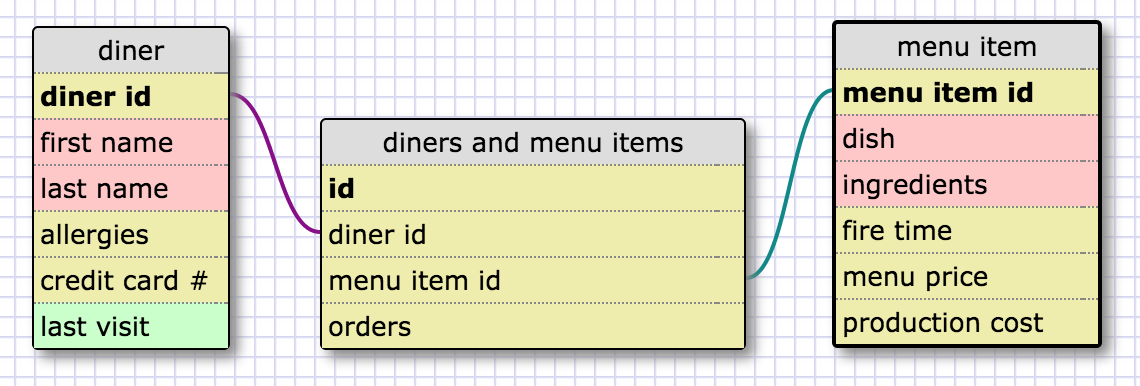 diner
diner id
first name
last name
allergies
credit card #
last visit
diners and menu items
id
diner id
menu item id
orders
menu item
menu item id
dish
ingredients
fire time
menu price
production cost